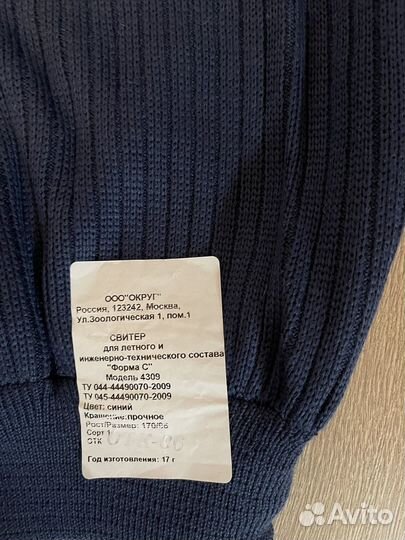 ООО"ОКРУГ"
Россия, 123242, Москва,
Ул.Зоологическая 1, пом.1
СВИТЕР
для летного и
инженерно-технического состава
"Форма С"
Модель 4309
ТУ 044-44490070-2009
ТУ 045-44490070-2009
Цвет: синий
Крашение:прочное
Рост/Размер: 170/96
Сорт 1
ОТК
Год изготовления: 17 г
Avito